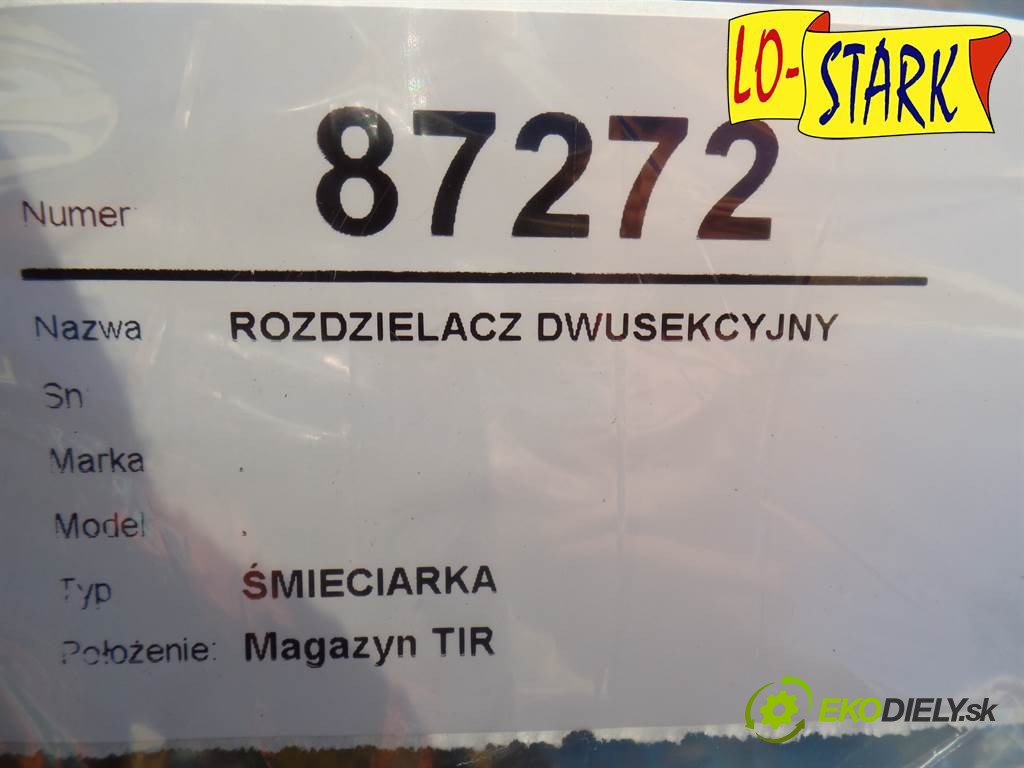 LO-STARK
Numer 87272
Nazwa ROZDZIELACZ DWUSEKCYJNY
Sn
Marka .
Model .
Typ ŚMIECIARKA
Położenie: Magazyn TIR
EKODIELY.sk